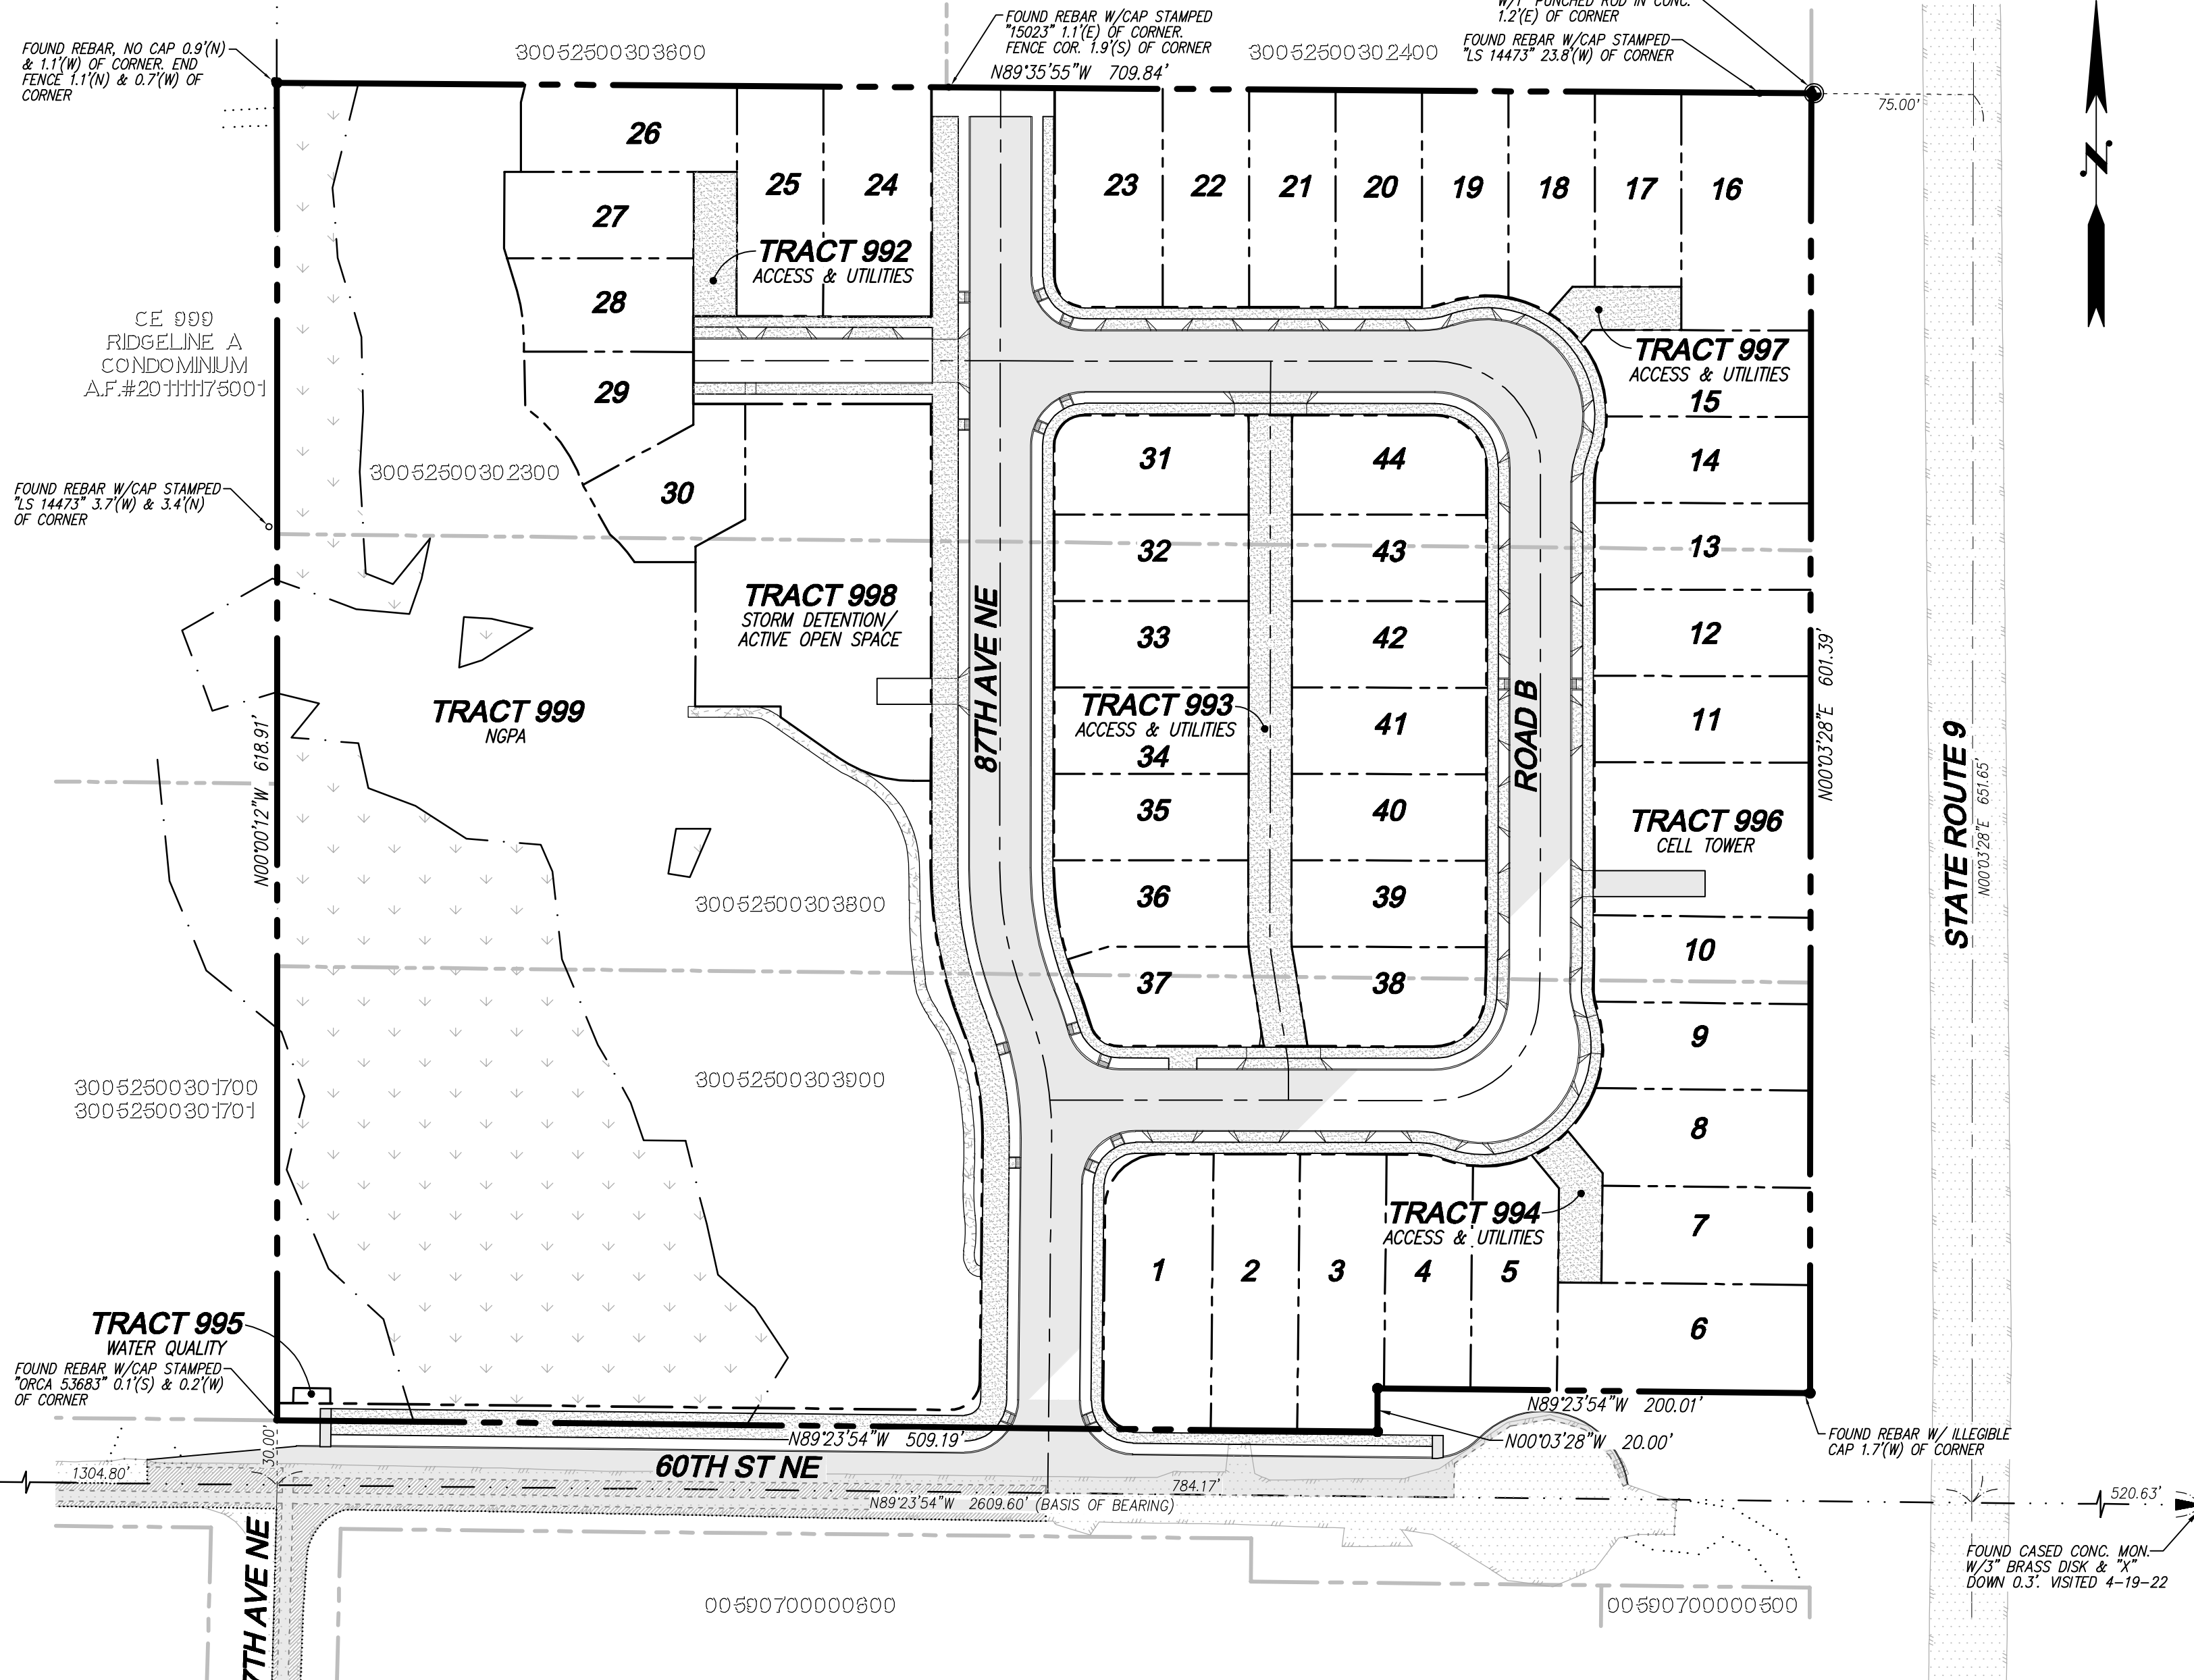 W/1" PUNCHED ROD IN CONC.
1.2'(E) OF CORNER
FOUND REBAR W/CAP STAMPED
"LS 14473" 23.8'(W) OF CORNER
FOUND REBAR W/CAP STAMPED
"15023" 1.1'(E) OF CORNER.
FENCE COR. 1.9'(S) OF CORNER
N89°35'55"W 709.84'
FOUND REBAR, NO CAP 0.9'(N)
& 1.1'(W) OF CORNER. END
FENCE 1.1'(N) & 0.7'(W) OF
CORNER
30052500303600
30052500302400
75.00'
N
26
25
24
23
22
21
20
19
18
17
16
27
TRACT 992
ACCESS & UTILITIES
28
29
CE 999
RIDGELINE A
CONDOMINIUM
A.F.#201111175001
TRACT 997
ACCESS & UTILITIES
15
30052500302300
30
31
44
14
FOUND REBAR W/CAP STAMPED
"LS 14473" 3.7'(W) & 3.4'(N)
OF CORNER
32
43
13
TRACT 998
STORM DETENTION/
ACTIVE OPEN SPACE
87TH AVE NE
33
42
12
N00°03'28"E 601.39'
TRACT 999
NGPA
TRACT 993
ACCESS & UTILITIES
34
41
ROAD B
11
N00°00'12"W 618.91'
35
40
TRACT 996
CELL TOWER
STATE ROUTE 9
N00°03'28"E 651.65'
30052500303800
36
39
10
37
38
9
30052500301700
30052500301701
30052500303900
8
TRACT 994
ACCESS & UTILITIES
7
1
2
3
4
5
6
TRACT 995
WATER QUALITY
FOUND REBAR W/CAP STAMPED
"ORCA 53683" 0.1'(S) & 0.2'(W)
OF CORNER
N89°23'54"W 200.01'
N00°03'28"W 20.00'
FOUND REBAR W/ ILLEGIBLE
CAP 1.7'(W) OF CORNER
N89°23'54"W 509.19'
30.00'
60TH ST NE
1304.80'
784.17'
N89°23'54"W 2609.60' (BASIS OF BEARING)
520.63'
7TH AVE NE
FOUND CASED CONC. MON.
W/3" BRASS DISK & "X"
DOWN 0.3'. VISITED 4-19-22
00590700000600
00590700000500